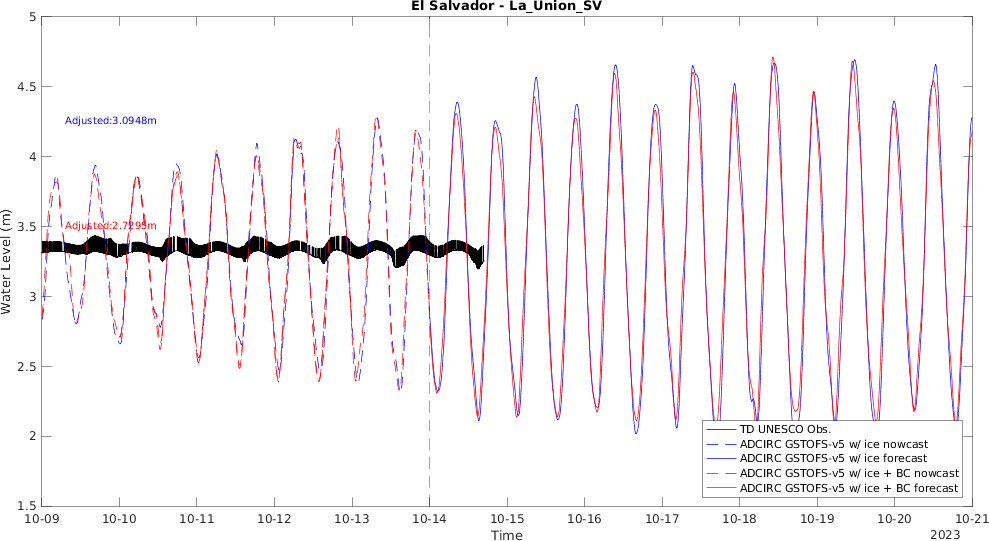 El Salvador - La_Union_SV
5
4.5
4
3.5
3
2.5
2
1.5
Water Level (m)
Adjusted:3.0948m
Adjusted:2.7295m
TD UNESCO Obs.
ADCIRC GSTOFS-v5 w/ ice nowcast
ADCIRC GSTOFS-v5 w/ ice forecast
ADCIRC GSTOFS-v5 w/ ice + BC nowcast
ADCIRC GSTOFS-v5 w/ ice + BC forecast
10-09 10-10 10-11 10-12 10-13 10-14 10-15 10-16 10-17 10-18 10-19 10-20 10-21
Time
2023